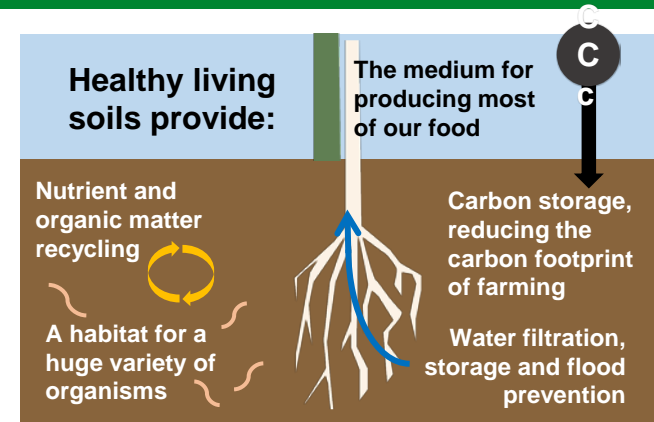 Healthy living
soils provide:
The medium for
producing most
of our food
C
C
c
Nutrient and
organic matter
recycling
Carbon storage,
reducing the
carbon footprint
of farming
A habitat for a
huge variety of
organisms
Water filtration,
storage and flood
prevention